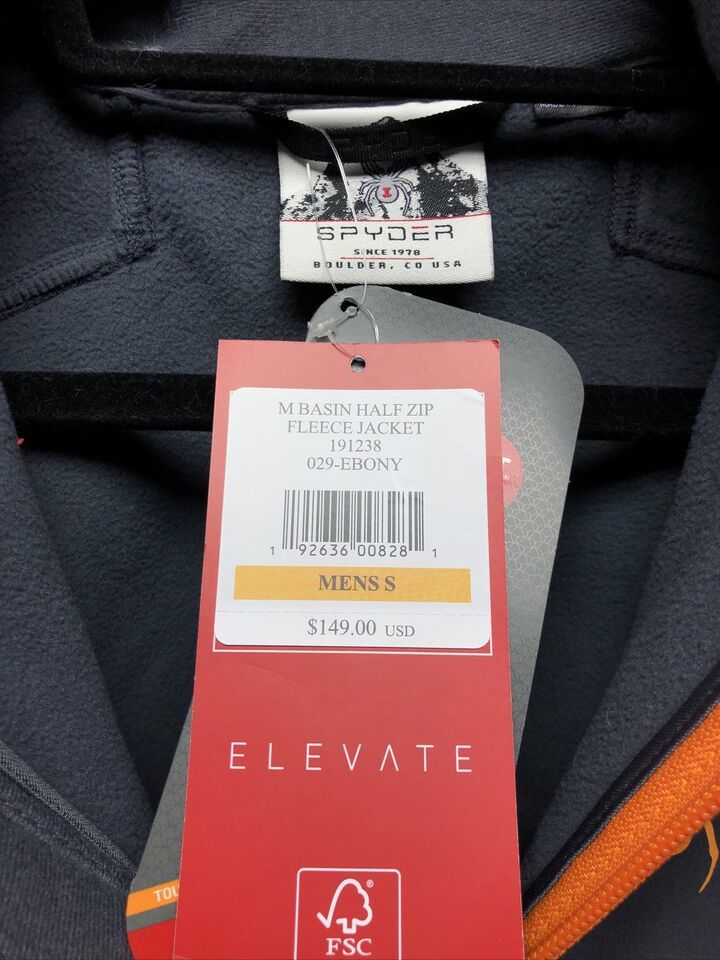 SPYDER
SINCE 1978
BOULDER, CO USA
M BASIN HALF ZIP
FLEECE JACKET
191238
029-EBONY
1 92636 00828 1
MENS S
$149.00 USD
ELEVATE
TOU
®
FSC